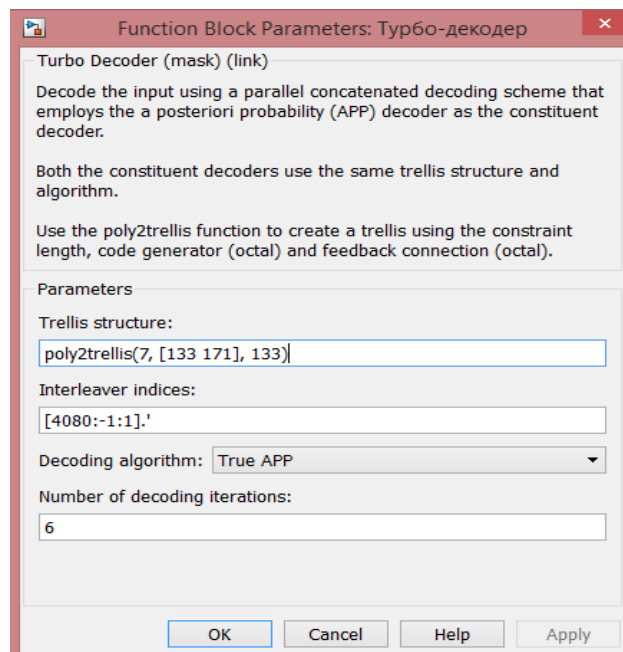 Function Block Parameters: Турбо-декодер
Turbo Decoder (mask) (link)
Decode the input using a parallel concatenated decoding scheme that
employs the a posteriori probability (APP) decoder as the constituent
decoder.
Both the constituent decoders use the same trellis structure and
algorithm.
Use the poly2trellis function to create a trellis using the constraint
length, code generator (octal) and feedback connection (octal).
Parameters
Trellis structure:
poly2trellis(7, [133 171], 133)
Interleaver indices:
[4080:-1:1].'
Decoding algorithm: True APP
Number of decoding iterations:
6
OK Cancel Help Apply